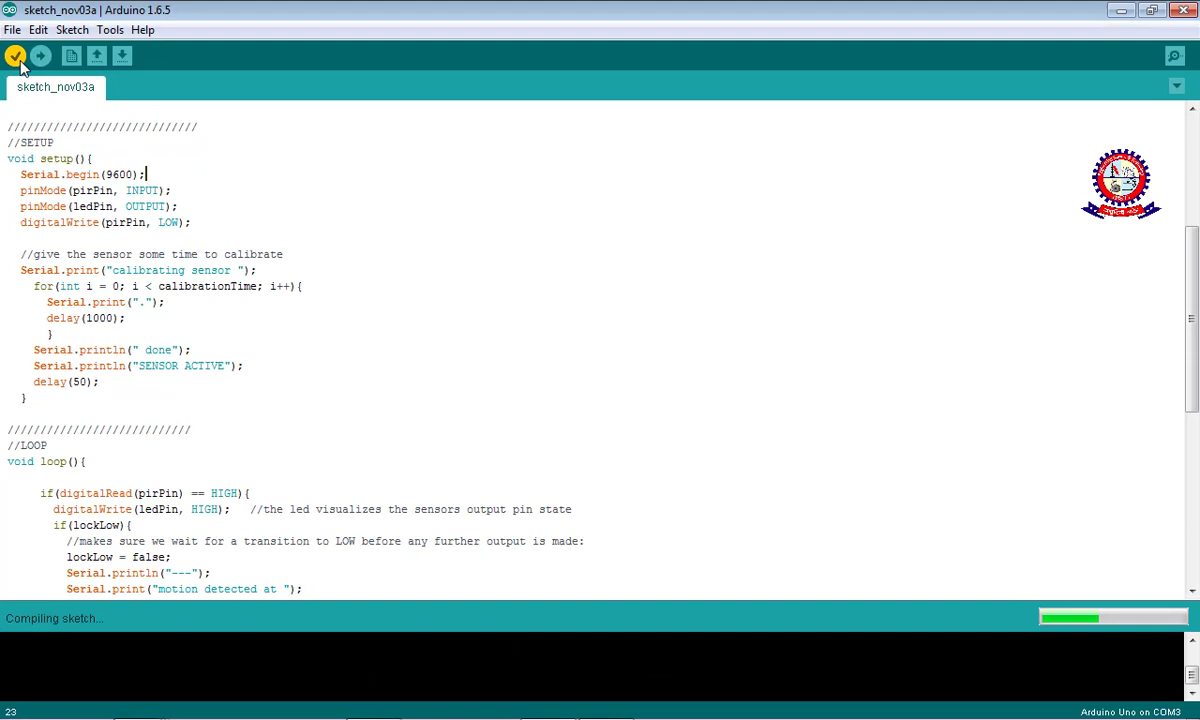 sketch_nov03a | Arduino 1.6.5
File Edit Sketch Tools Help
sketch_nov03a
/////////////////////////////
//SETUP
void setup(){
  Serial.begin(9600);
  pinMode(pirPin, INPUT);
  pinMode(ledPin, OUTPUT);
  digitalWrite(pirPin, LOW);
  //give the sensor some time to calibrate
  Serial.print("calibrating sensor ");
    for(int i = 0; i < calibrationTime; i++){
      Serial.print(".");
      delay(1000);
      }
    Serial.println(" done");
    Serial.println("SENSOR ACTIVE");
    delay(50);
  }
////////////////////////////
//LOOP
void loop(){
     if(digitalRead(pirPin) == HIGH){
       digitalWrite(ledPin, HIGH);   //the led visualizes the sensors output pin state
       if(lockLow){
         //makes sure we wait for a transition to LOW before any further output is made:
         lockLow = false;
         Serial.println("---");
         Serial.print("motion detected at ");
Compiling sketch...
23
Arduino Uno on COM3